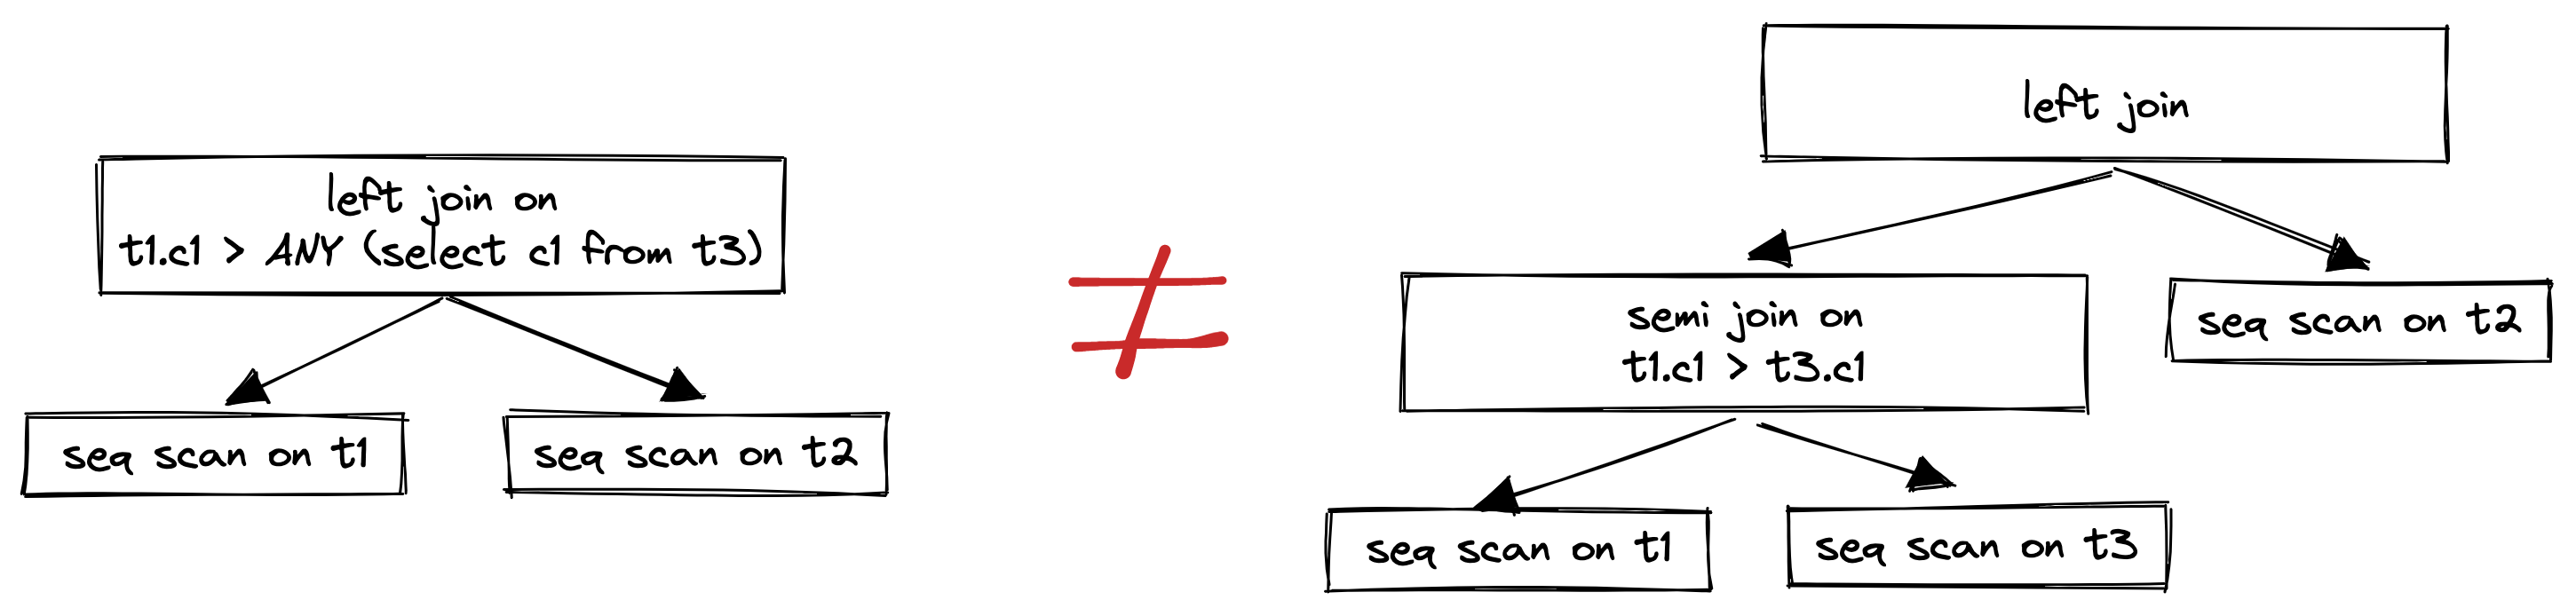 left join on
t1.c1 > ANY (select c1 from t3)
seq scan on t1
seq scan on t2
≠
left join
semi join on
t1.c1 > t3.c1
seq scan on t2
seq scan on t1
seq scan on t3